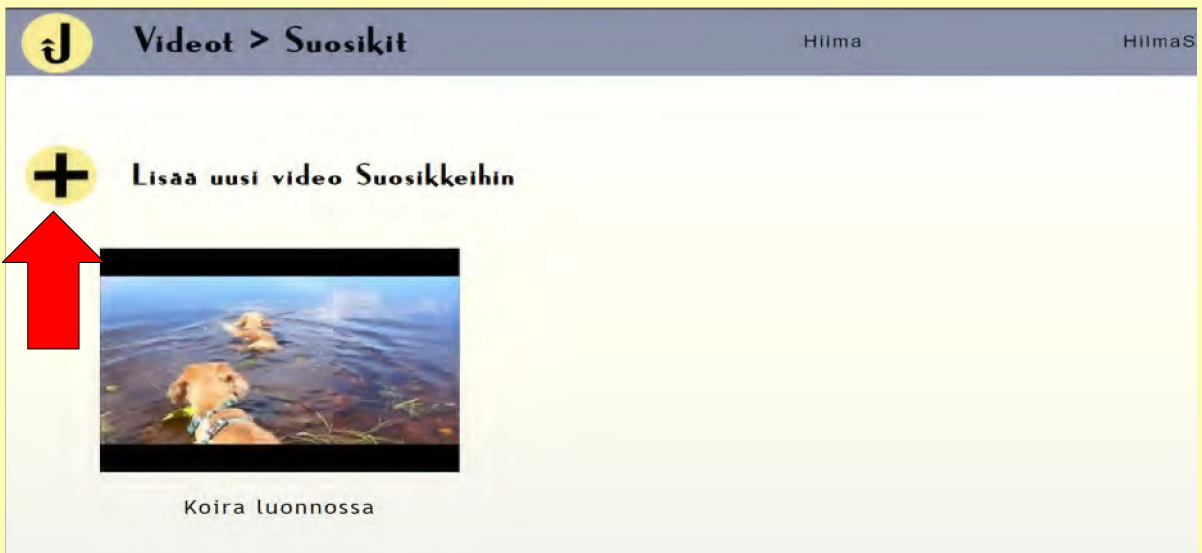 Videot > Suosikit
Hilma
HilmaS
Lisää uusi video Suosikkeihin
Koira luonnossa